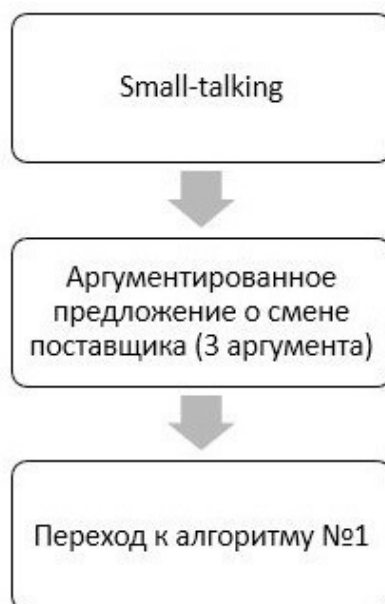 Small-talking
Аргументированное
предложение о смене
поставщика (3 аргумента)
Переход к алгоритму №1